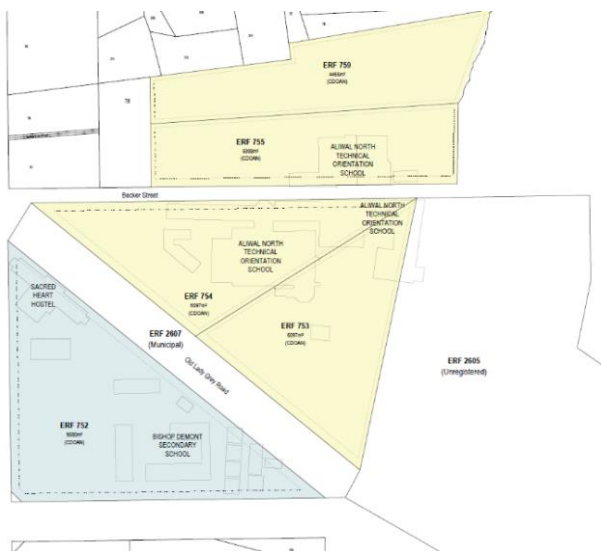 ERF 750
(CDOAN)
ERF 755
(CDOAN)
ALIWAL NORTH
TECHNICAL
ORIENTATION
SCHOOL
Becker Street
ALIWAL NORTH
TECHNICAL
ORIENTATION
SCHOOL
ALIWAL NORTH
TECHNICAL
ORIENTATION
SCHOOL
SACRED
HEART
HOSTEL
ERF 754
(CDOAN)
ERF 753
(CDOAN)
ERF 2607
(Municipal)
Old Lady Grey Road
ERF 2605
(Unregistered)
ERF 752
(CDOAN)
BISHOP DEMONT
SECONDARY
SCHOOL